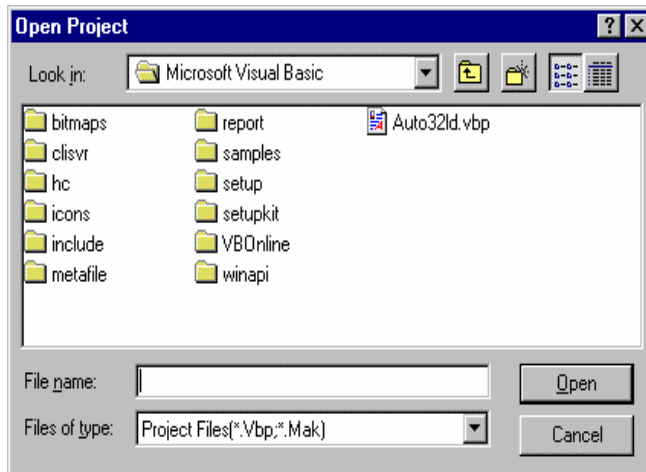 Open Project
Look in: Microsoft Visual Basic
bitmaps report Auto32ld.vbp
clisvr samples
hc setup
icons setupkit
include VBOnline
metafile winapi
File name: Open
Files of type: Project Files(*.Vbp;*.Mak) Cancel